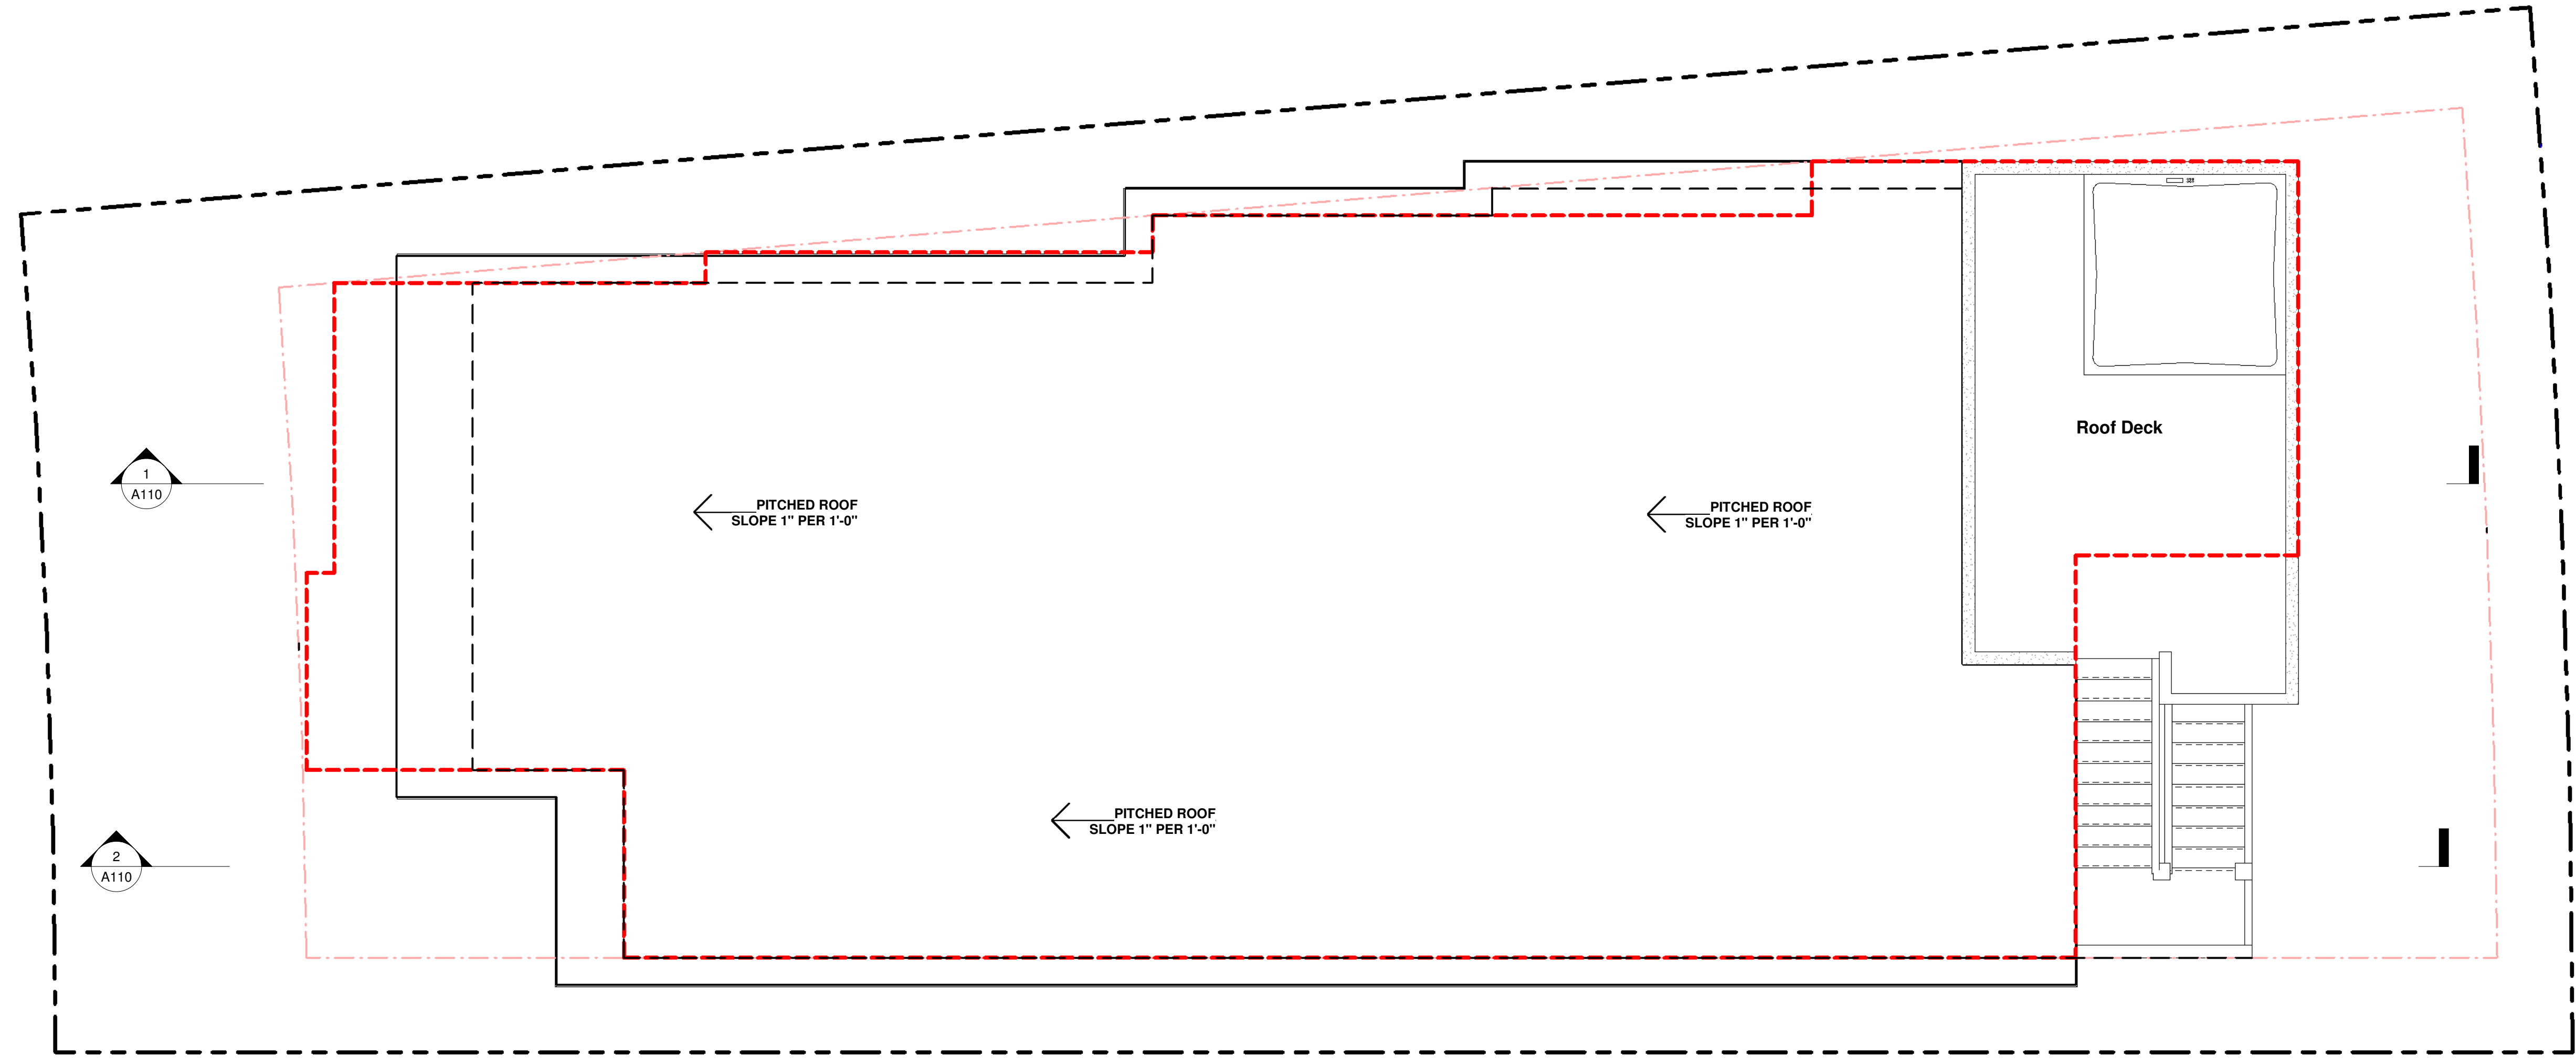 Roof Deck
1
A110
PITCHED ROOF
SLOPE 1" PER 1'-0"
PITCHED ROOF
SLOPE 1" PER 1'-0"
PITCHED ROOF
SLOPE 1" PER 1'-0"
2
A110